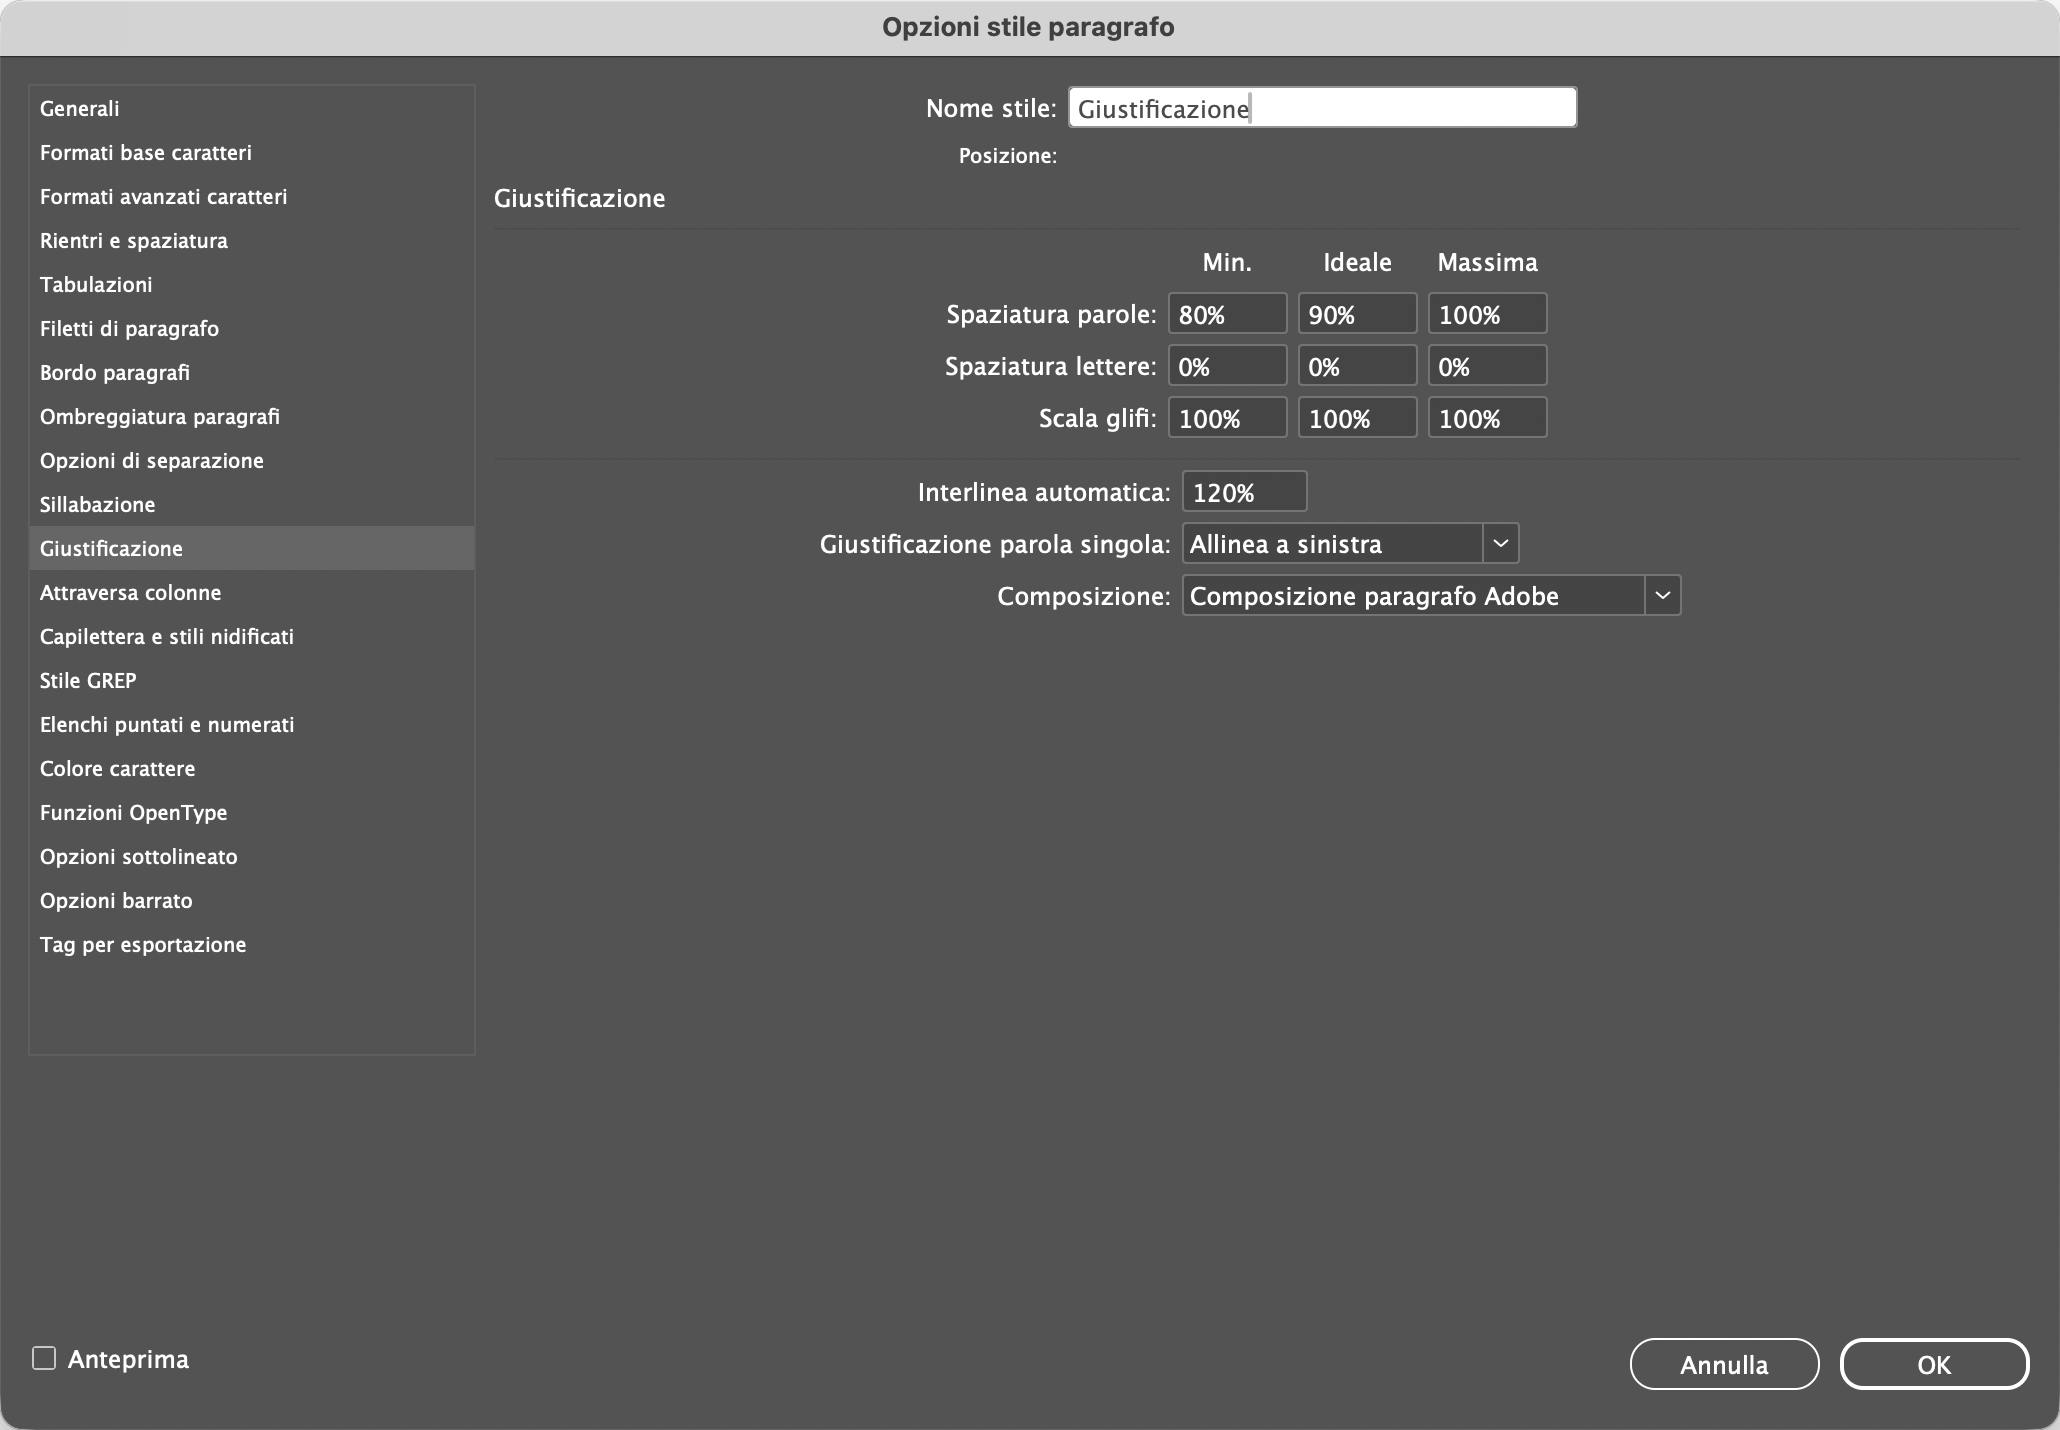 Opzioni stile paragrafo
Generali
Formati base caratteri
Formati avanzati caratteri
Rientri e spaziatura
Tabulazioni
Filetti di paragrafo
Bordo paragrafi
Ombreggiatura paragrafi
Opzioni di separazione
Sillabazione
Giustificazione
Attraversa colonne
Capilettera e stili nidificati
Stile GREP
Elenchi puntati e numerati
Colore carattere
Funzioni OpenType
Opzioni sottolineato
Opzioni barrato
Tag per esportazione
Nome stile: Giustificazione
Posizione:
Giustificazione
Min. Ideale Massima
Spaziatura parole: 80% 90% 100%
Spaziatura lettere: 0% 0% 0%
Scala glifi: 100% 100% 100%
Interlinea automatica: 120%
Giustificazione parola singola: Allinea a sinistra
Composizione: Composizione paragrafo Adobe
Anteprima
Annulla OK